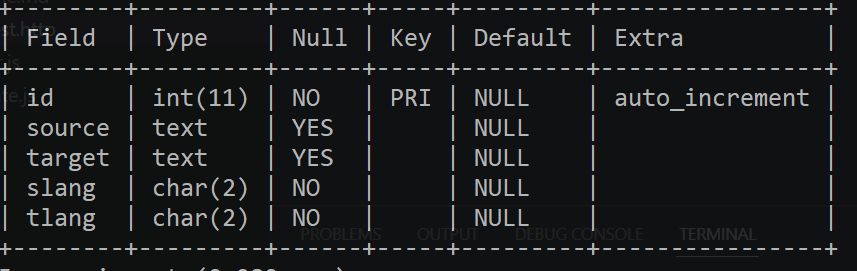 +--------+---------+------+-----+---------+----------------+
| Field  | Type    | Null | Key | Default | Extra          |
+--------+---------+------+-----+---------+----------------+
| id     | int(11) | NO   | PRI | NULL    | auto_increment |
| source | text    | YES  |     | NULL    |                |
| target | text    | YES  |     | NULL    |                |
| slang  | char(2) | NO   |     | NULL    |                |
| tlang  | char(2) | NO   |     | NULL    |                |
PROBLEMS OUTPUT DEBUG CONSOLE TERMINAL
+--------+---------+------+-----+---------+----------------+